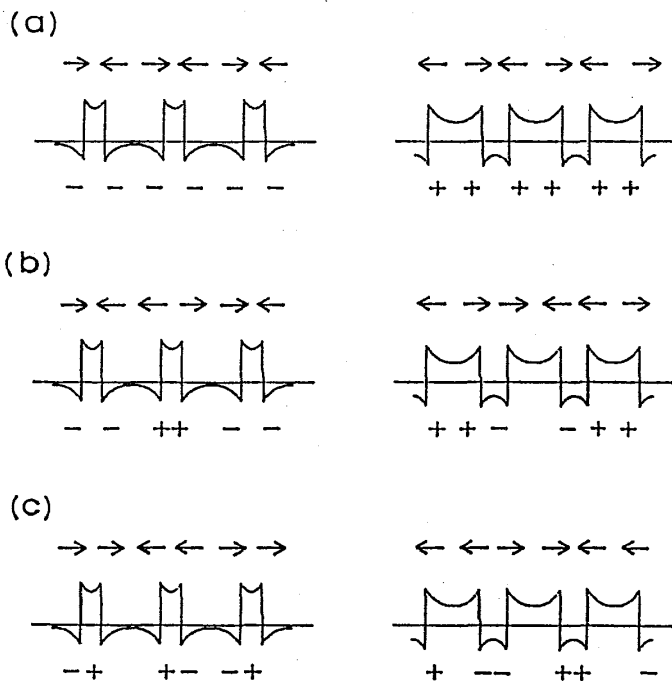 (a)
→ ← → ← → ← ← → ← → ← →
− − − − − − + + + + + +
(b)
→ ← ← → → ← ← → → ← ← →
− − + + − − + + − − + +
(c)
→ → ← ← → → ← ← → → ← ←
− + + − − + + − − + + −